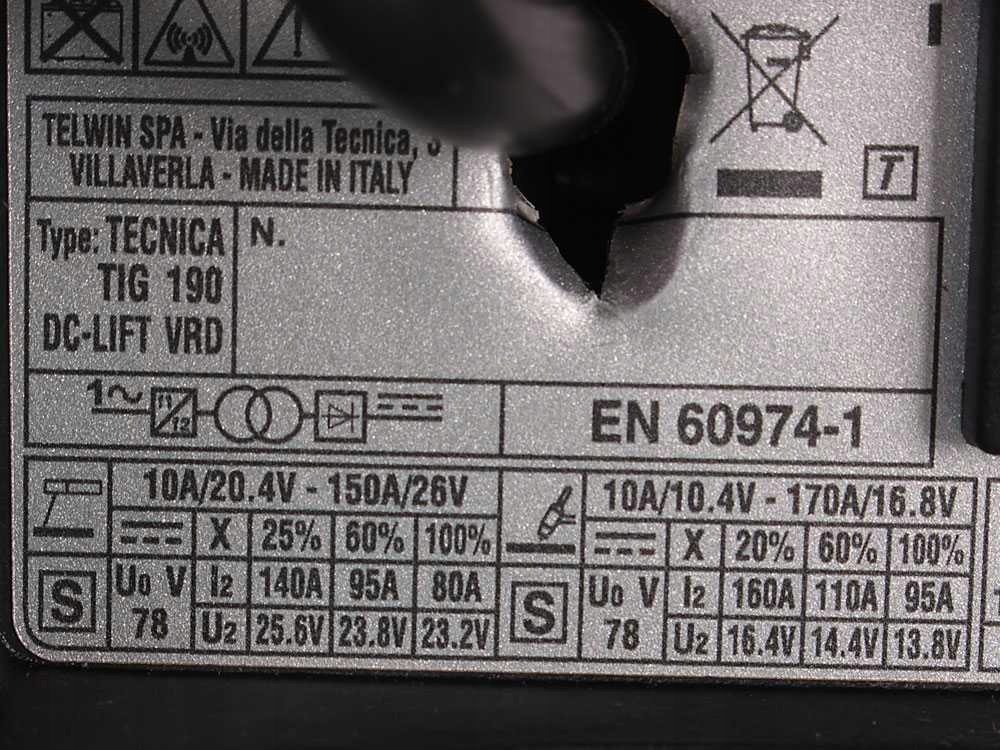 TELWIN SPA - Via della Tecnica,
VILLAVERLA - MADE IN ITALY
T
Type: TECNICA
TIG 190
DC-LIFT VRD
N.
1~
EN 60974-1
10A/20.4V - 150A/26V
X 25% 60% 100%
S
U0 V
78
I2 140A 95A 80A
U2 25.6V 23.8V 23.2V
10A/10.4V - 170A/16.8V
X 20% 60% 100%
S
U0 V
78
I2 160A 110A 95A
U2 16.4V 14.4V 13.8V